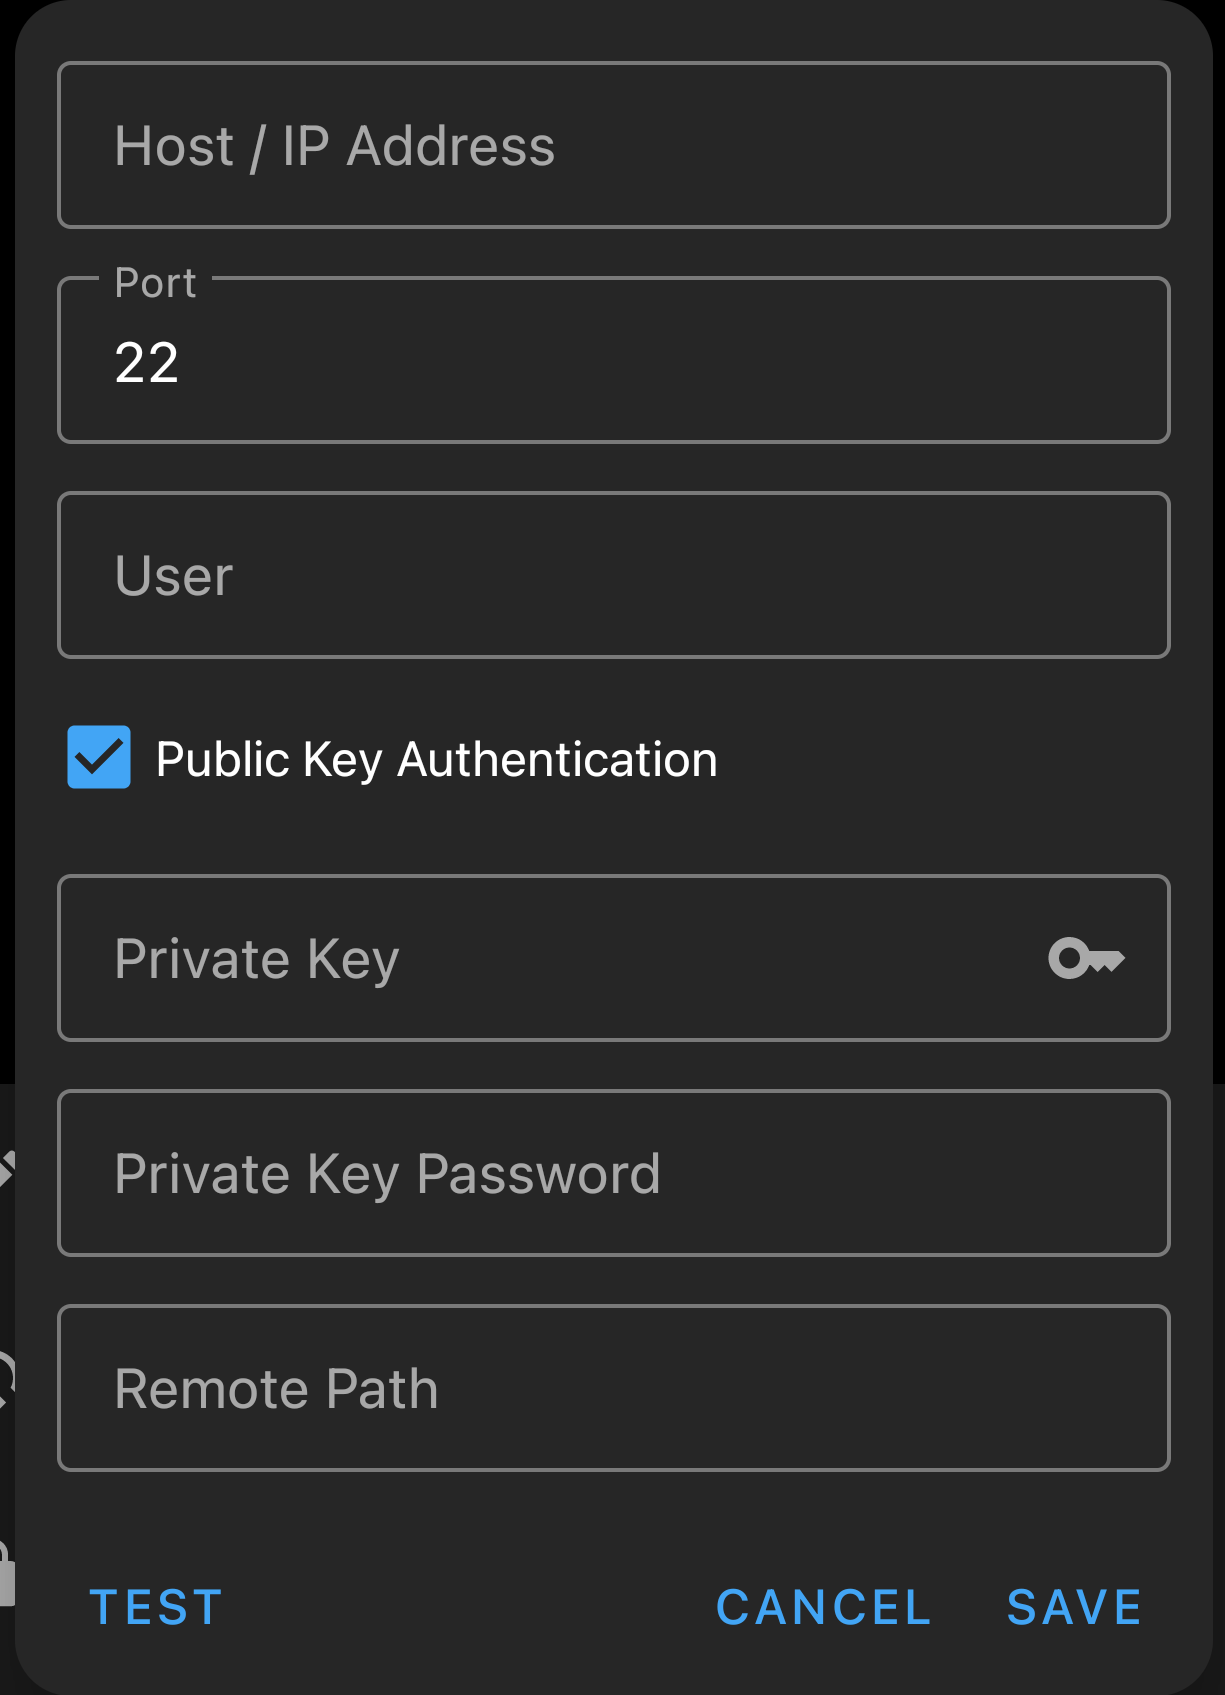 Host / IP Address
Port
22
User
Public Key Authentication
Private Key
Private Key Password
Remote Path
TEST CANCEL SAVE